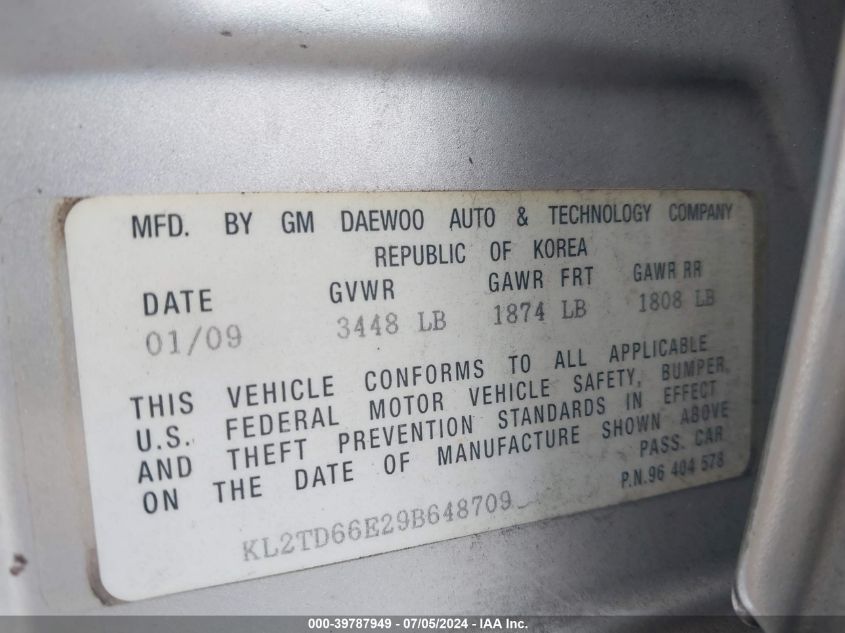 MFD. BY GM DAEWOO AUTO & TECHNOLOGY COMPANY
REPUBLIC OF KOREA
DATE GVWR GAWR FRT GAWR RR
01/09 3448 LB 1874 LB 1808 LB
THIS VEHICLE CONFORMS TO ALL APPLICABLE
U.S. FEDERAL MOTOR VEHICLE SAFETY, BUMPER,
AND THEFT PREVENTION STANDARDS IN EFFECT
ON THE DATE OF MANUFACTURE SHOWN ABOVE
PASS. CAR
KL2TD66E29B648709 P.N.96 404 578
000-39787949 - 07/05/2024 - IAA Inc.